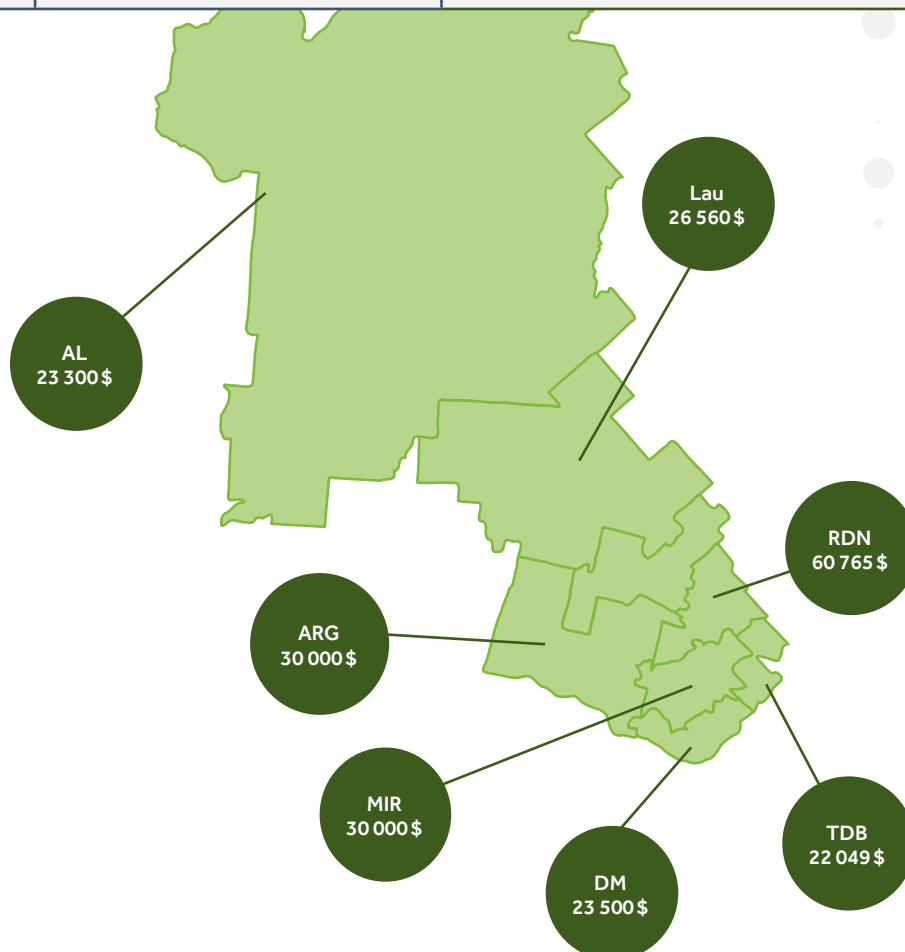 Lau
26 560 $
AL
23 300 $
RDN
60 765 $
ARG
30 000 $
MIR
30 000 $
TDB
22 049 $
DM
23 500 $